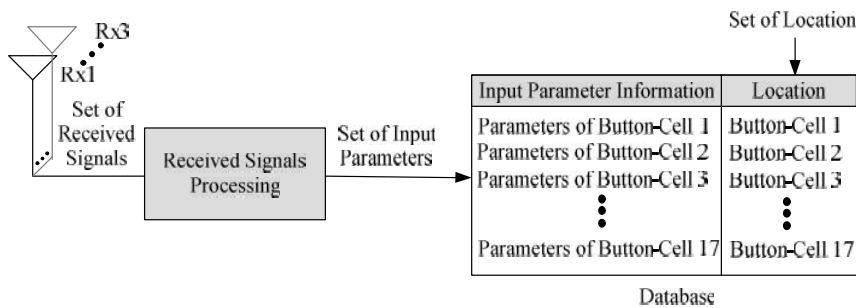 Rx3
Rx1
Set of
Received
Signals
Received Signals
Processing
Set of Input
Parameters
Set of Location
Input Parameter Information Location
Parameters of Button-Cell 1 Button-Cell 1
Parameters of Button-Cell 2 Button-Cell 2
Parameters of Button-Cell 3 Button-Cell 3
Parameters of Button-Cell 17 Button-Cell 17
Database